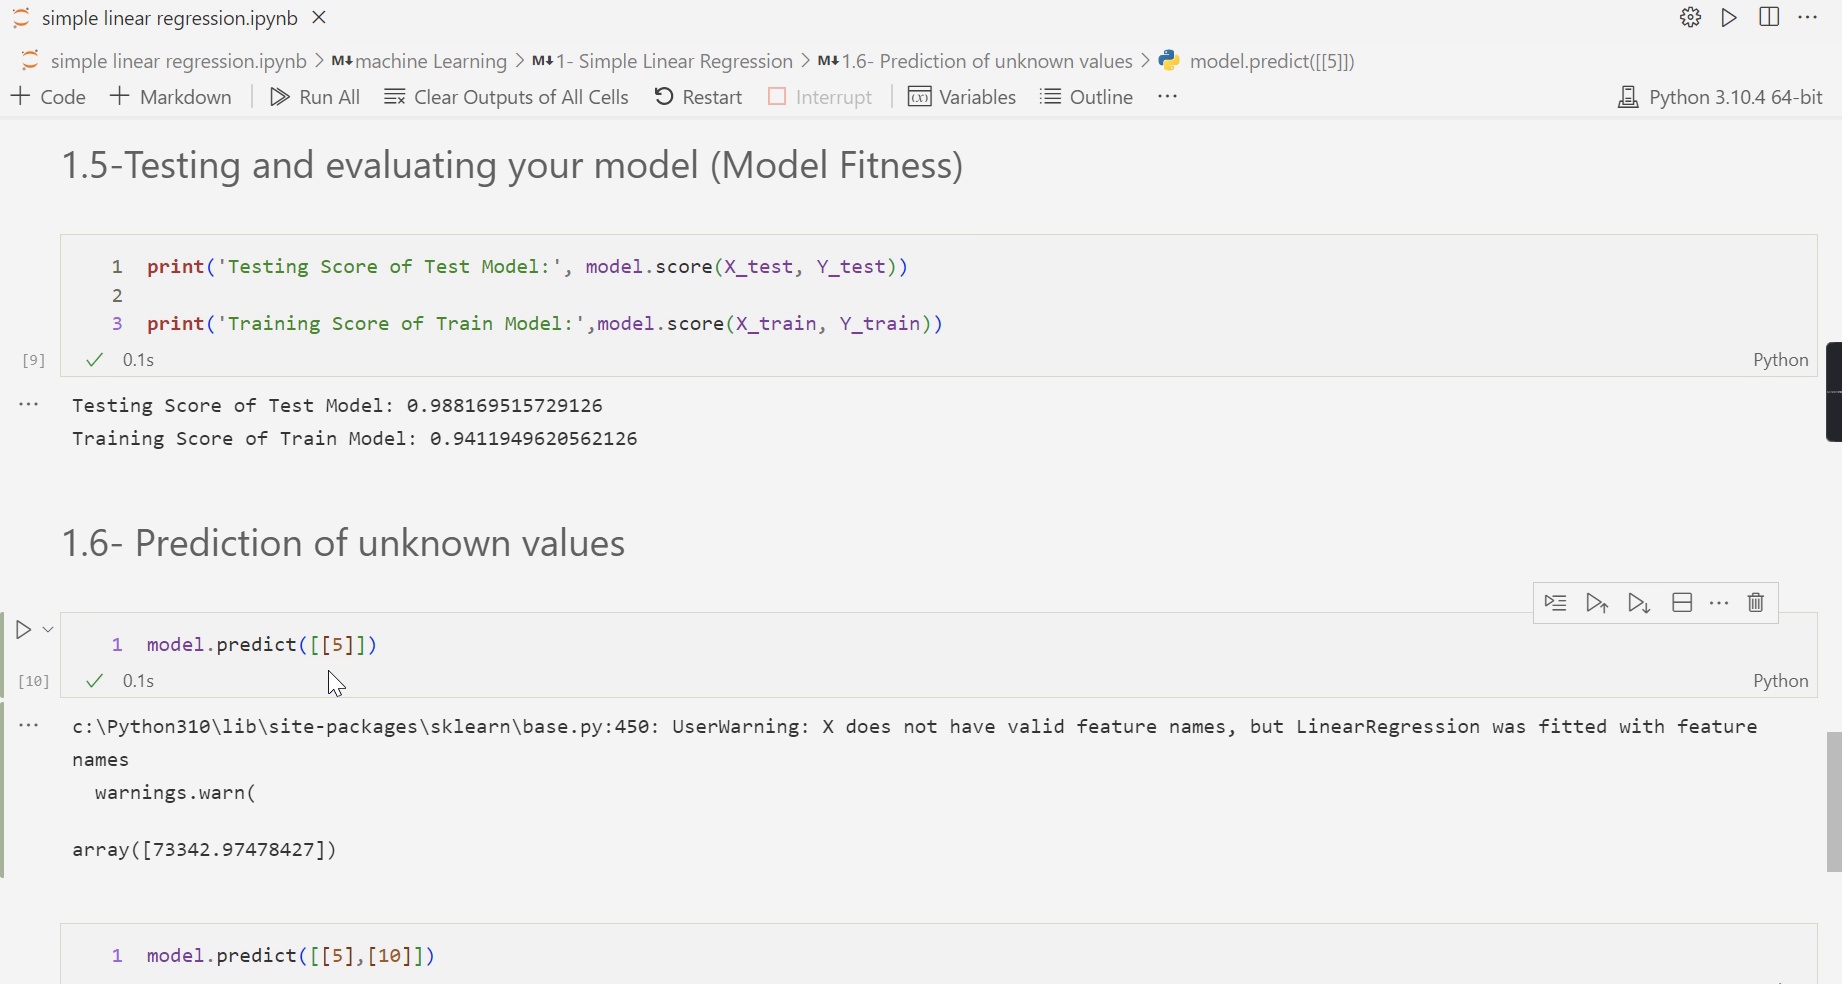 simple linear regression.ipynb
simple linear regression.ipynb > M↓ machine Learning > M↓ 1- Simple Linear Regression > M↓ 1.6- Prediction of unknown values > model.predict([[5]])
+ Code + Markdown Run All Clear Outputs of All Cells Restart Interrupt (x) Variables Outline ··· Python 3.10.4 64-bit
1.5-Testing and evaluating your model (Model Fitness)
1 print('Testing Score of Test Model:', model.score(X_test, Y_test))
2
3 print('Training Score of Train Model:',model.score(X_train, Y_train))
[9] ✓ 0.1s Python
··· Testing Score of Test Model: 0.988169515729126
Training Score of Train Model: 0.9411949620562126
1.6- Prediction of unknown values
1 model.predict([[5]])
[10] ✓ 0.1s Python
··· c:\Python310\lib\site-packages\sklearn\base.py:450: UserWarning: X does not have valid feature names, but LinearRegression was fitted with feature
names
warnings.warn(
array([73342.97478427])
1 model.predict([[5],[10]])